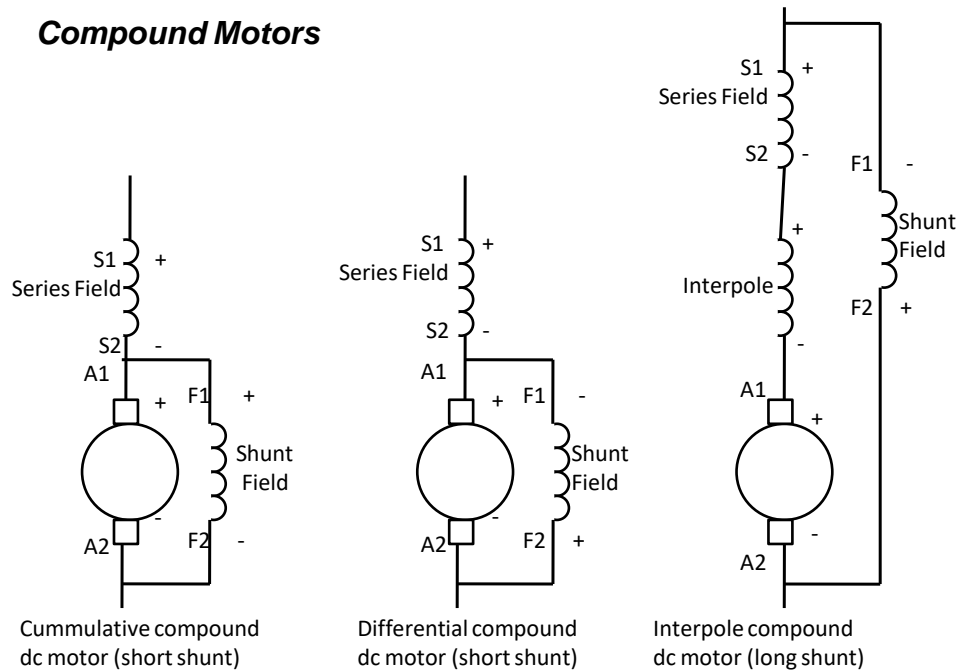 Compound Motors
S1 +
Series Field
S2 -
A1
+
F1 +
Shunt
Field
-
A2
F2 -
Cummulative compound
dc motor (short shunt)
S1 +
Series Field
S2 -
A1
+
F1 -
Shunt
Field
-
A2
F2 +
Differential compound
dc motor (short shunt)
S1 +
Series Field
S2 -
F1 -
Shunt
Field
F2 +
+
Interpole
-
A1
+
-
A2
Interpole compound
dc motor (long shunt)